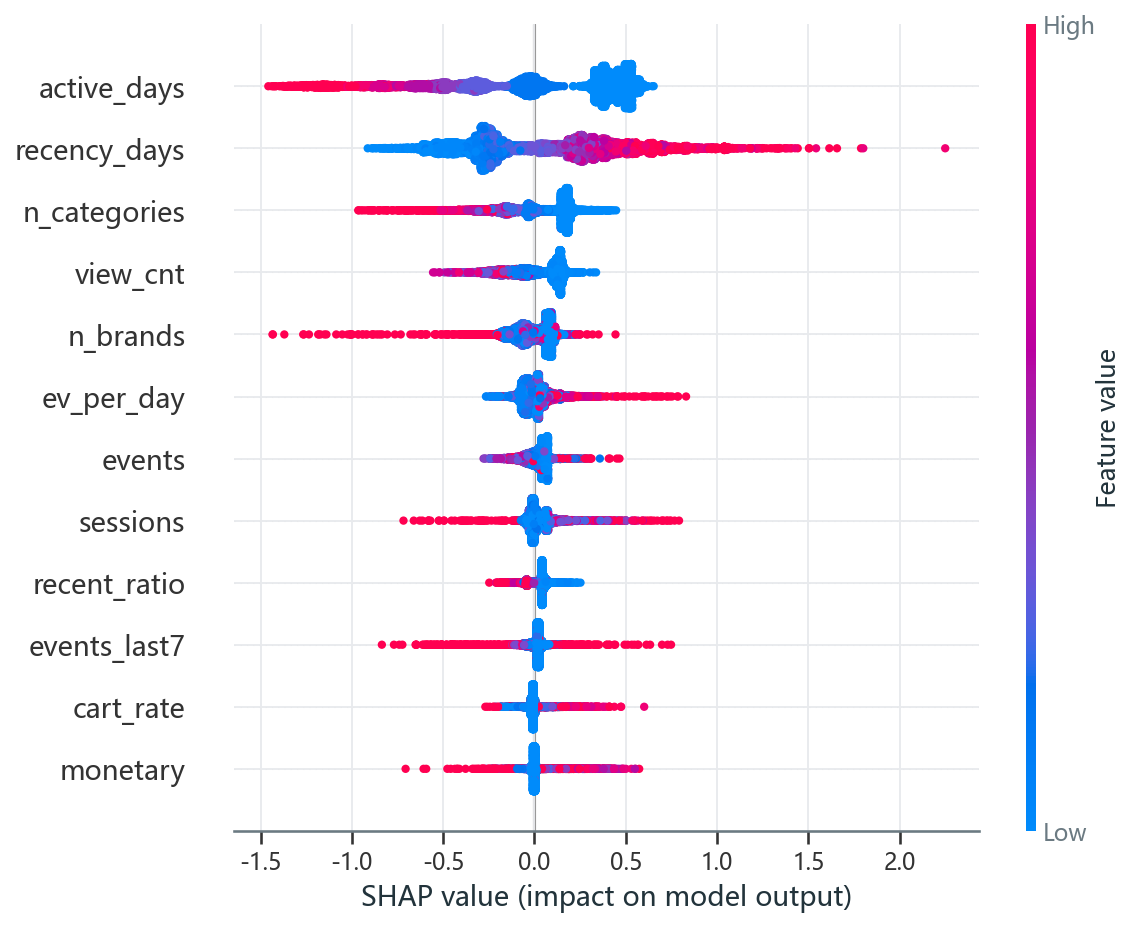 High
active_days
recency_days
n_categories
view_cnt
n_brands
ev_per_day
events
sessions
recent_ratio
events_last7
cart_rate
monetary
Feature value
Low
-1.5 -1.0 -0.5 0.0 0.5 1.0 1.5 2.0
SHAP value (impact on model output)